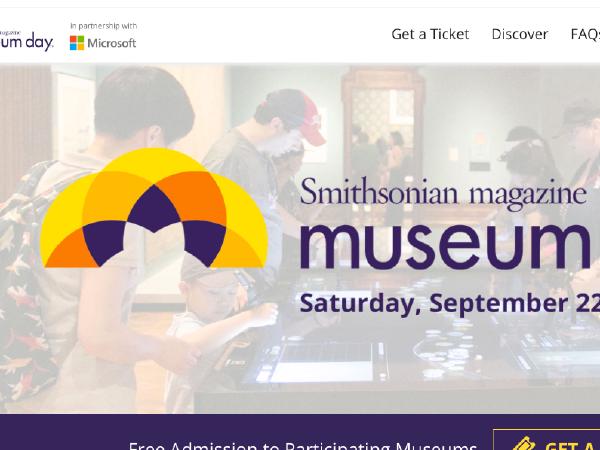 magazine
um day.
In partnership with
Microsoft
Get a Ticket
Discover
FAQs
Smithsonian magazine
museum
Saturday, September 22
Free Admission to Participating Museums
GET A